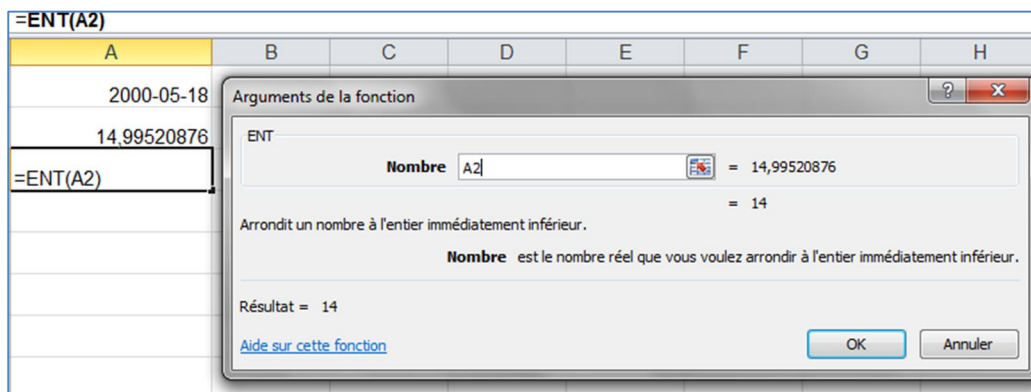 =ENT(A2)
A B C D E F G H
2000-05-18
14,99520876
=ENT(A2)
Arguments de la fonction
ENT
Nombre A2 = 14,99520876
= 14
Arrondit un nombre à l'entier immédiatement inférieur.
Nombre est le nombre réel que vous voulez arrondir à l'entier immédiatement inférieur.
Résultat = 14
Aide sur cette fonction
OK Annuler